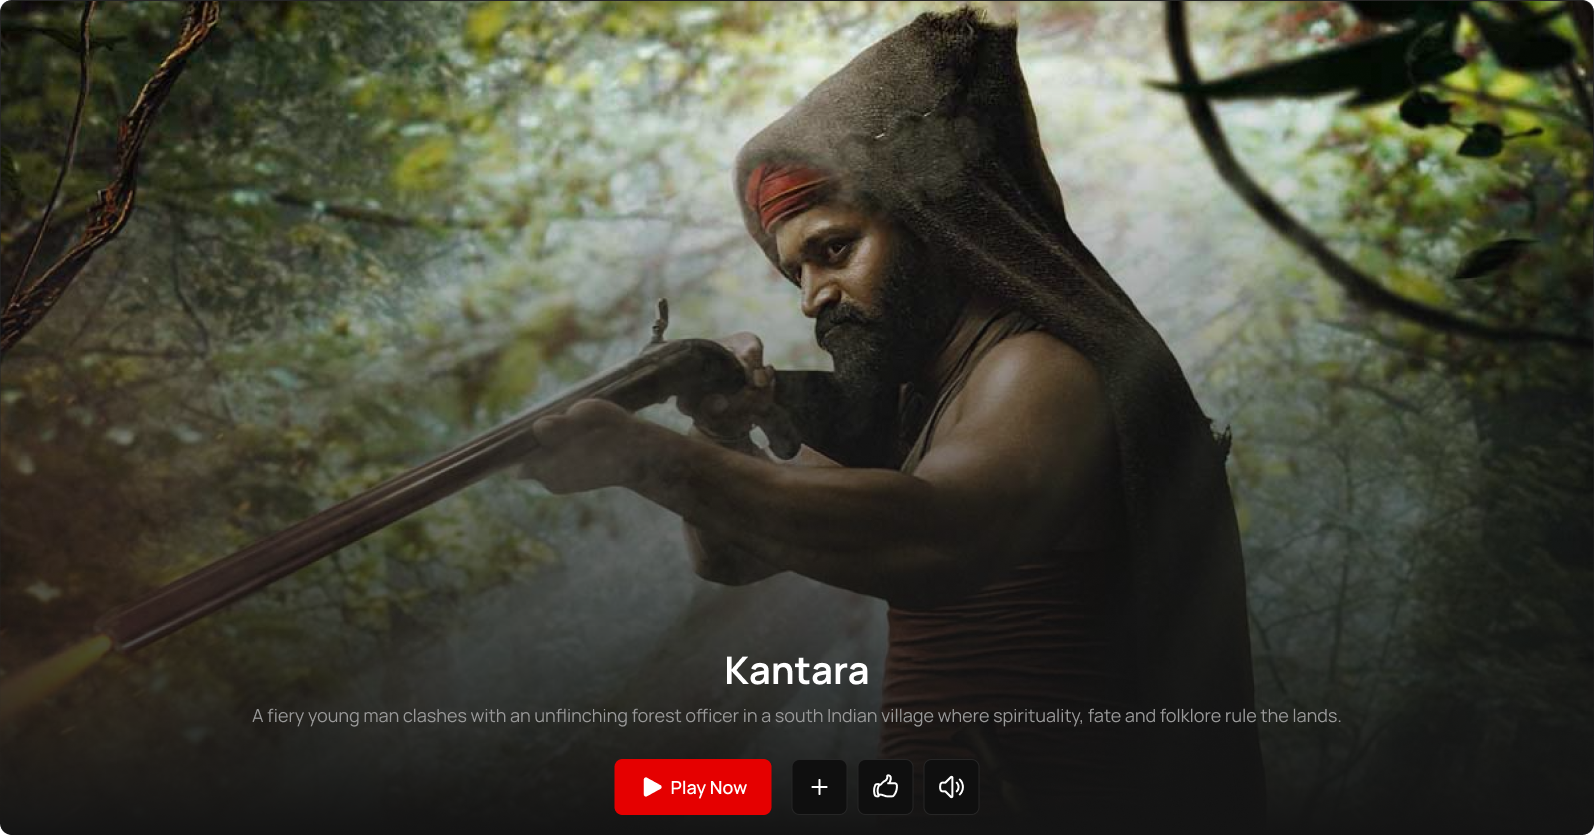 Kantara
A fiery young man clashes with an unflinching forest officer in a south Indian village where spirituality, fate and folklore rule the lands.
Play Now